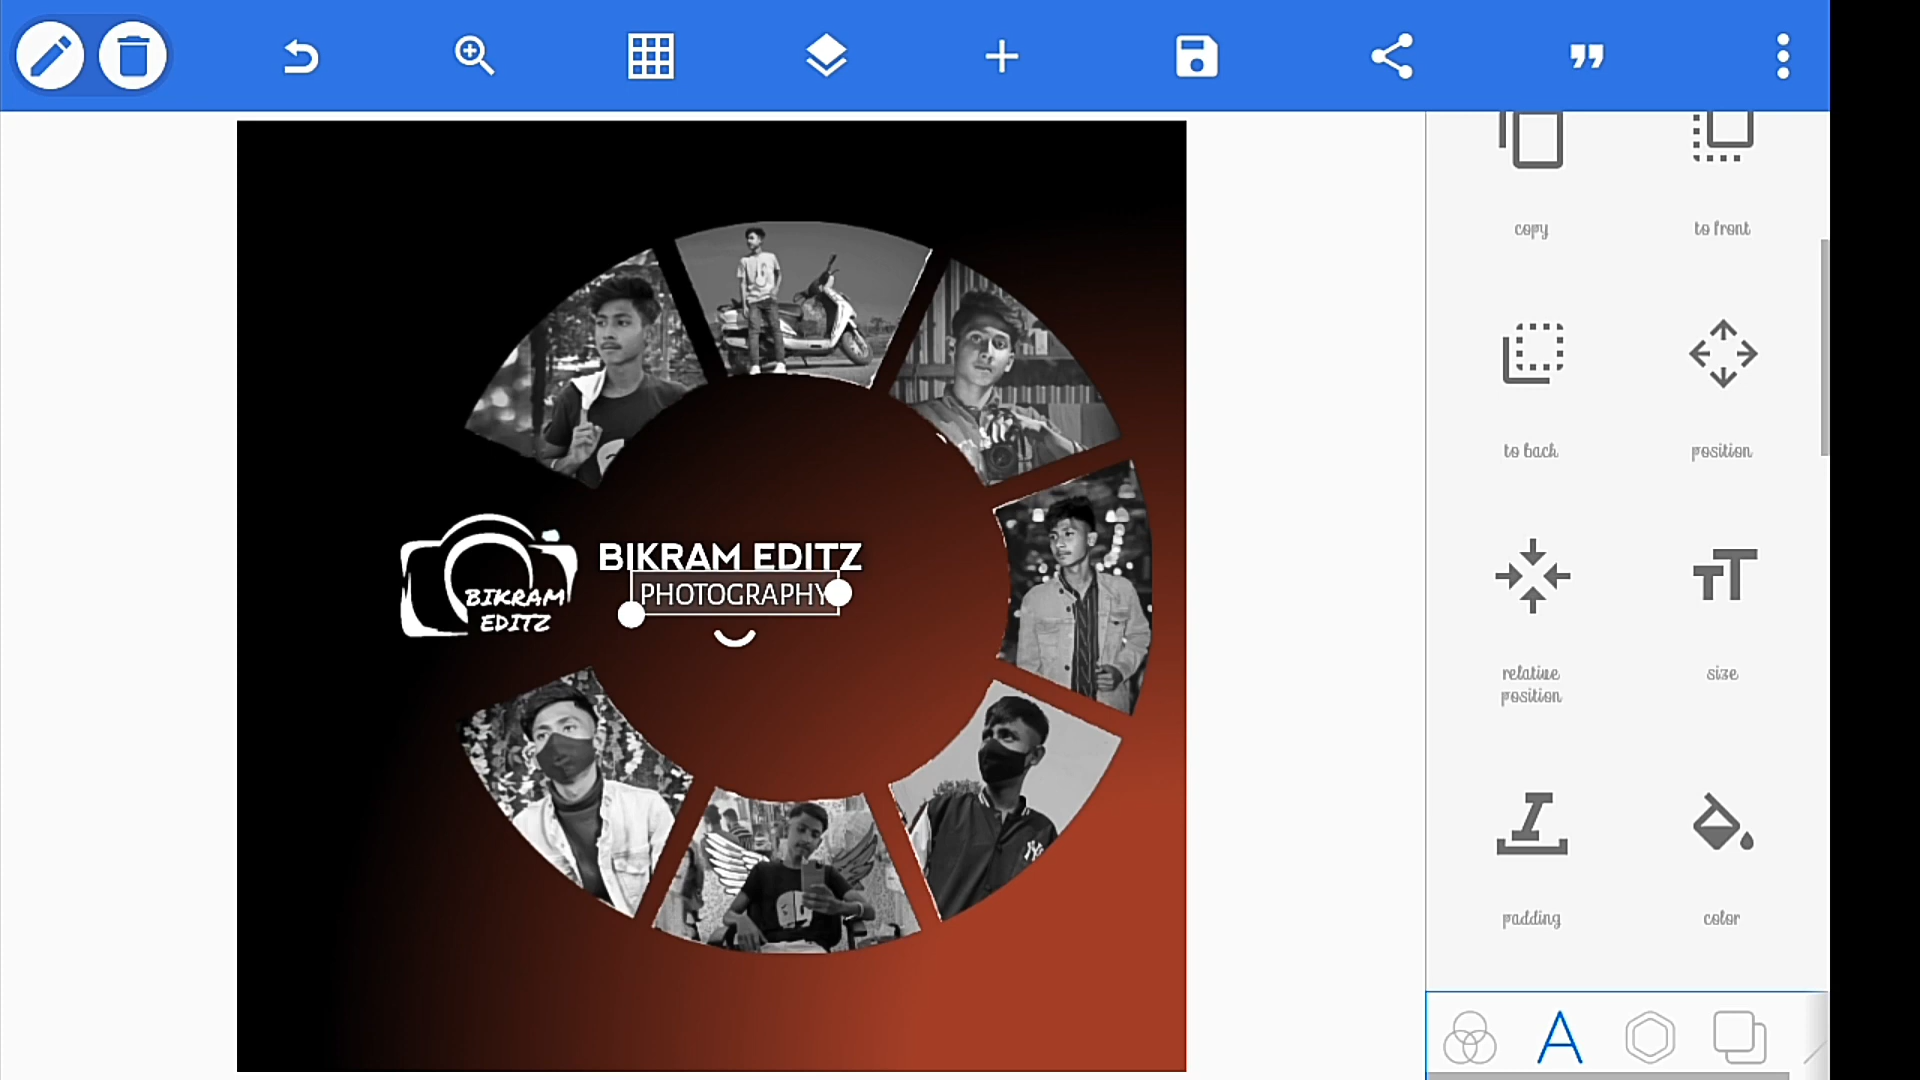 copy
to front
to back
position
BIKRAM EDITZ
PHOTOGRAPHY
BIKRAM
EDITZ
relative
position
size
padding
color